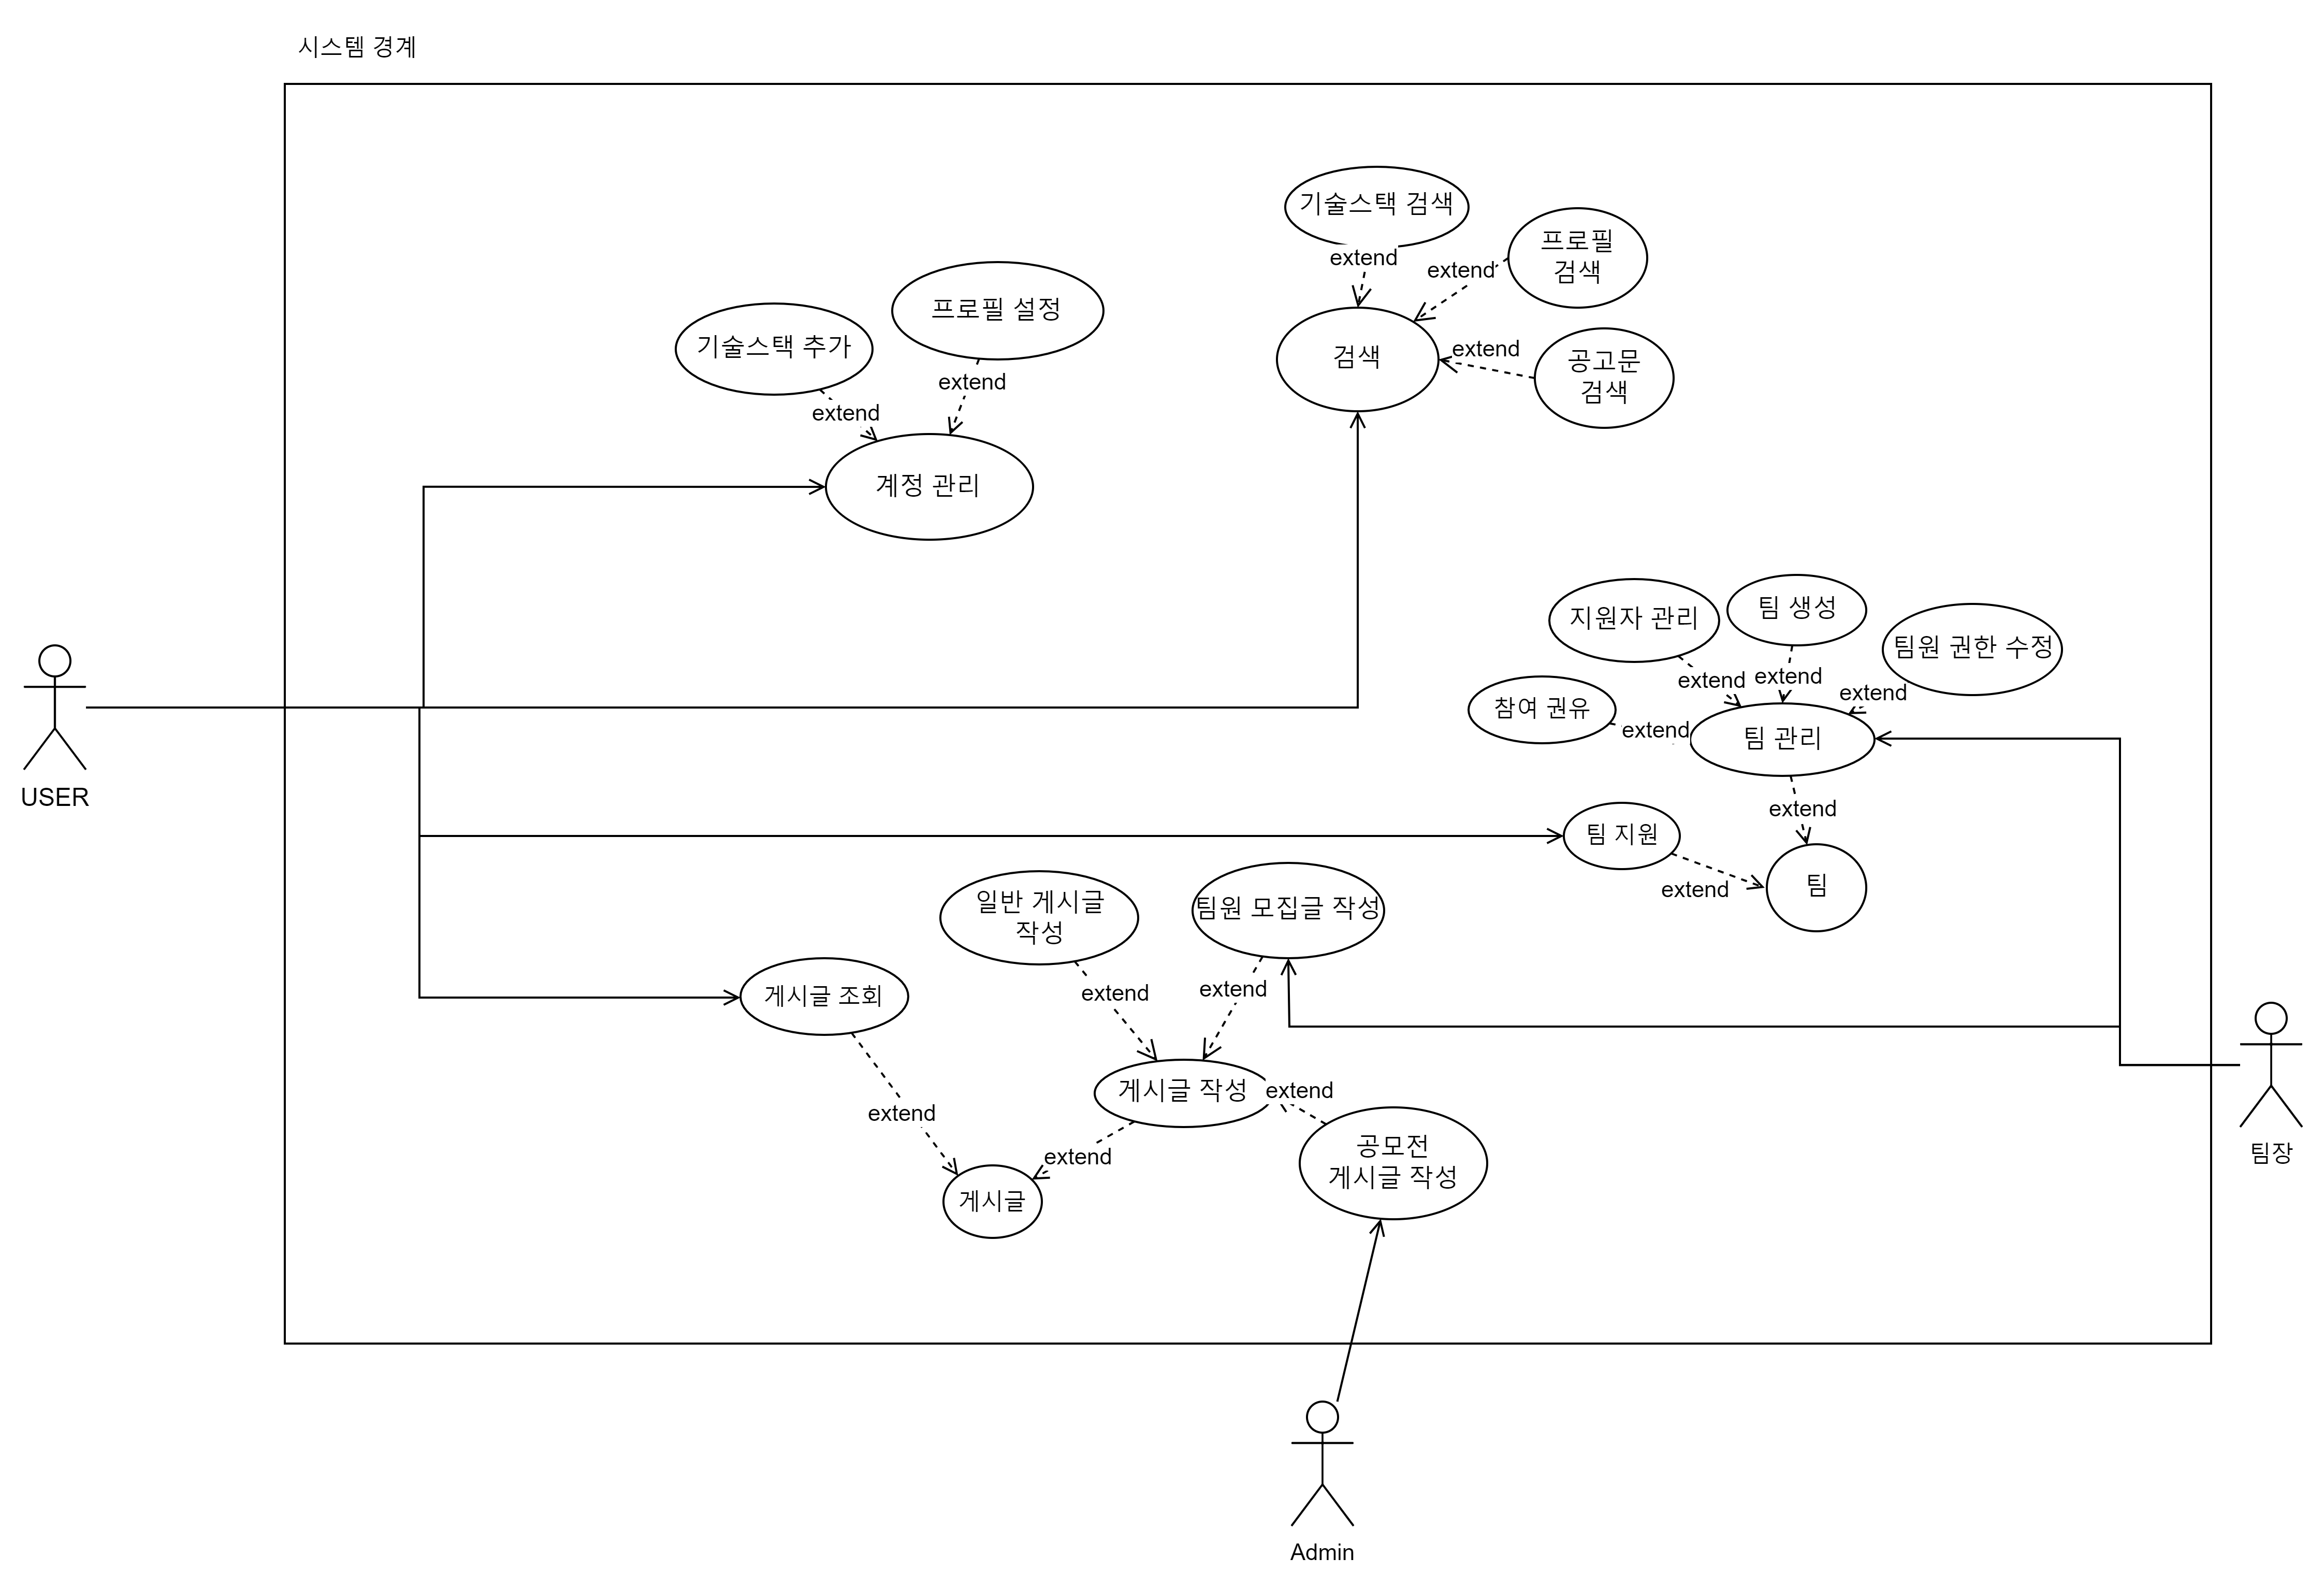 시스템 경계
기술스택 검색
extend
프로필
검색
extend
공고문
검색
extend
검색
프로필 설정
기술스택 추가
extend
extend
계정 관리
지원자 관리
팀 생성
팀원 권한 수정
extend
extend
extend
참여 권유
extend
팀 관리
USER
extend
팀 지원
extend
팀
일반 게시글
작성
팀원 모집글 작성
게시글 조회
extend
extend
게시글 작성
extend
extend
extend
공모전
게시글 작성
게시글
팀장
Admin